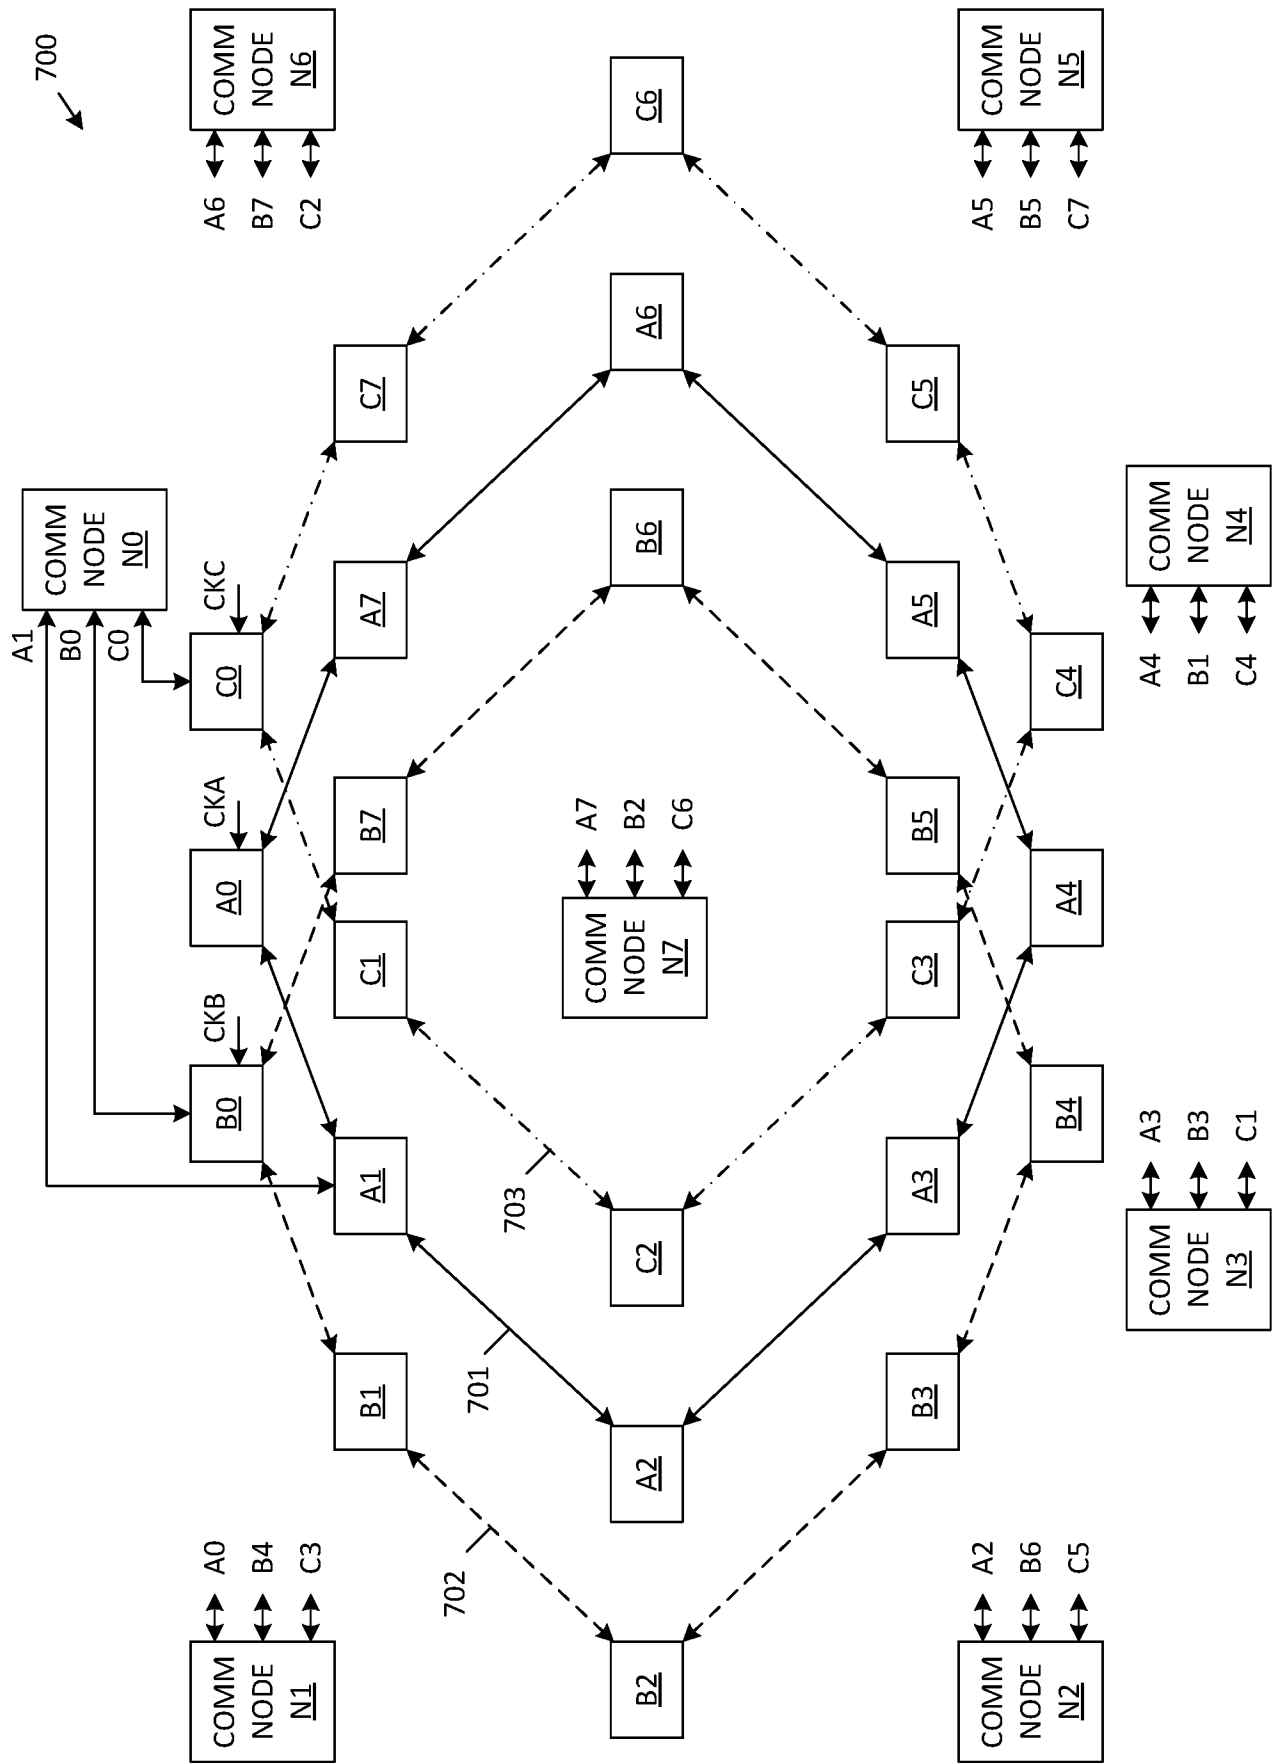 700
COMM
NODE
N6
A6
B7
C2
COMM
NODE
N5
A5
B5
C7
C6
C7
A6
C5
COMM
NODE
N0
A1
B0
C0
CKC
C0
A7
B6
A5
C4
COMM
NODE
N4
A4
B1
C4
CKA
A0
B7
A7
B2
C6
COMM
NODE
N7
B5
A4
CKB
B0
C1
C3
B4
A1
703
C2
A3
A3
B3
C1
COMM
NODE
N3
701
B1
A2
B3
702
A0
B4
C3
COMM
NODE
N1
B2
A2
B6
C5
COMM
NODE
N2